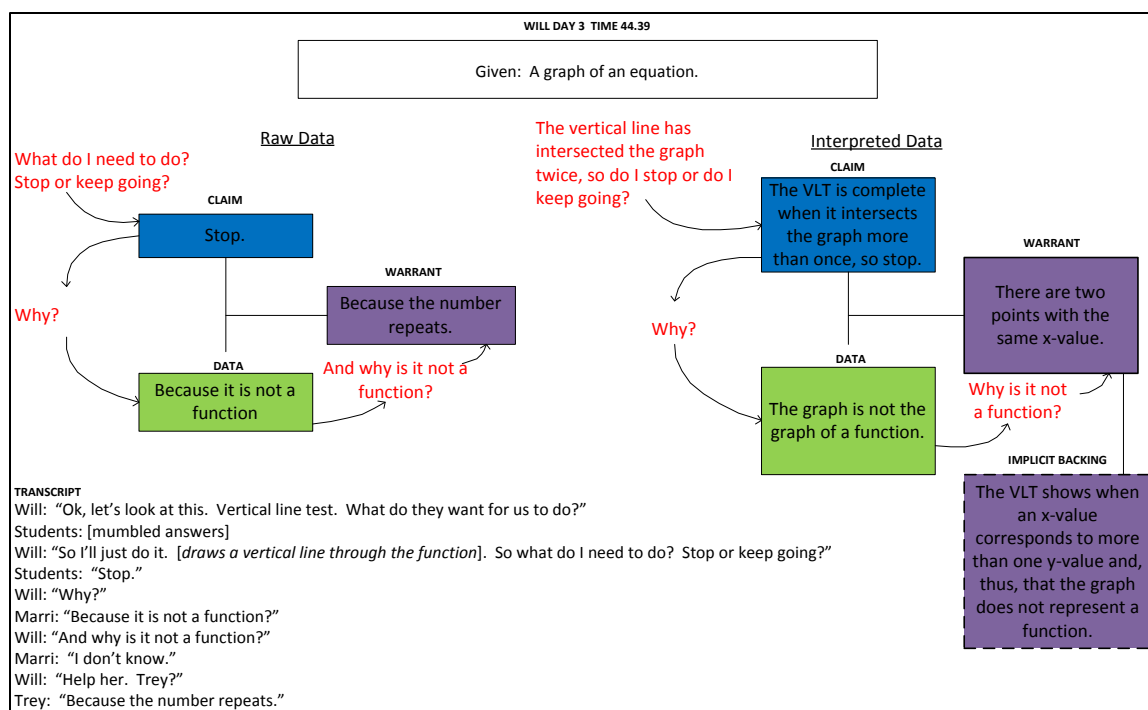 WILL DAY 3  TIME 44.39
Given:  A graph of an equation.
Raw Data
What do I need to do?
Stop or keep going?
CLAIM
Stop.
WARRANT
Because the number
repeats.
Why?
DATA
Because it is not a
function
And why is it not a
function?
The vertical line has
intersected the graph
twice, so do I stop or do I
keep going?
Interpreted Data
CLAIM
The VLT is complete
when it intersects
the graph more
than once, so stop.
WARRANT
There are two
points with the
same x-value.
Why?
DATA
The graph is not the
graph of a function.
Why is it not
a function?
IMPLICIT BACKING
The VLT shows when
an x-value
corresponds to more
than one y-value and,
thus, that the graph
does not represent a
function.
TRANSCRIPT
Will: “Ok, let’s look at this.  Vertical line test.  What do they want for us to do?”
Students: [mumbled answers]
Will: “So I’ll just do it.  [draws a vertical line through the function].  So what do I need to do?  Stop or keep going?”
Students:  “Stop.”
Will: “Why?”
Marri: “Because it is not a function?”
Will: “And why is it not a function?”
Marri: “I don’t know.”
Will: “Help her.  Trey?”
Trey: “Because the number repeats.”